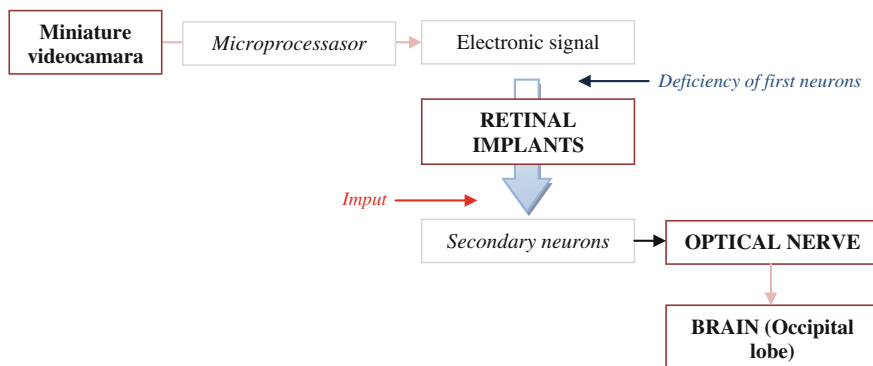 Miniature
videocamara
Microprocessasor
Electronic signal
Deficiency of first neurons
RETINAL
IMPLANTS
Imput
Secondary neurons
OPTICAL NERVE
BRAIN (Occipital
lobe)